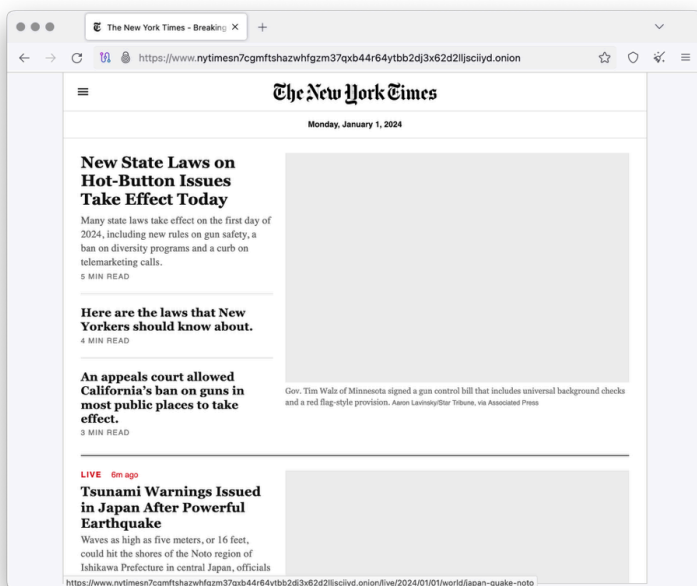 The New York Times - Breaking
https://www.nytimesn7cgmftshazwhfgzm37qxb44r64ytbb2dj3x62d2lljsciiyd.onion
The New York Times
Monday, January 1, 2024
New State Laws on
Hot-Button Issues
Take Effect Today
Many state laws take effect on the first day of
2024, including new rules on gun safety, a
ban on diversity programs and a curb on
telemarketing calls.
5 MIN READ
Here are the laws that New
Yorkers should know about.
4 MIN READ
An appeals court allowed
California's ban on guns in
most public places to take
effect.
3 MIN READ
Gov. Tim Walz of Minnesota signed a gun control bill that includes universal background checks
and a red flag-style provision. Aaron Lavinsky/Star Tribune, via Associated Press
LIVE 6m ago
Tsunami Warnings Issued
in Japan After Powerful
Earthquake
Waves as high as five meters, or 16 feet,
could hit the shores of the Noto region of
Ishikawa Prefecture in central Japan, officials
https://www.nytimesn7cgmftshazwhfgzm37qxb44r64ytbb2dj3x62d2lljsciiyd.onion/live/2024/01/01/world/japan-quake-noto